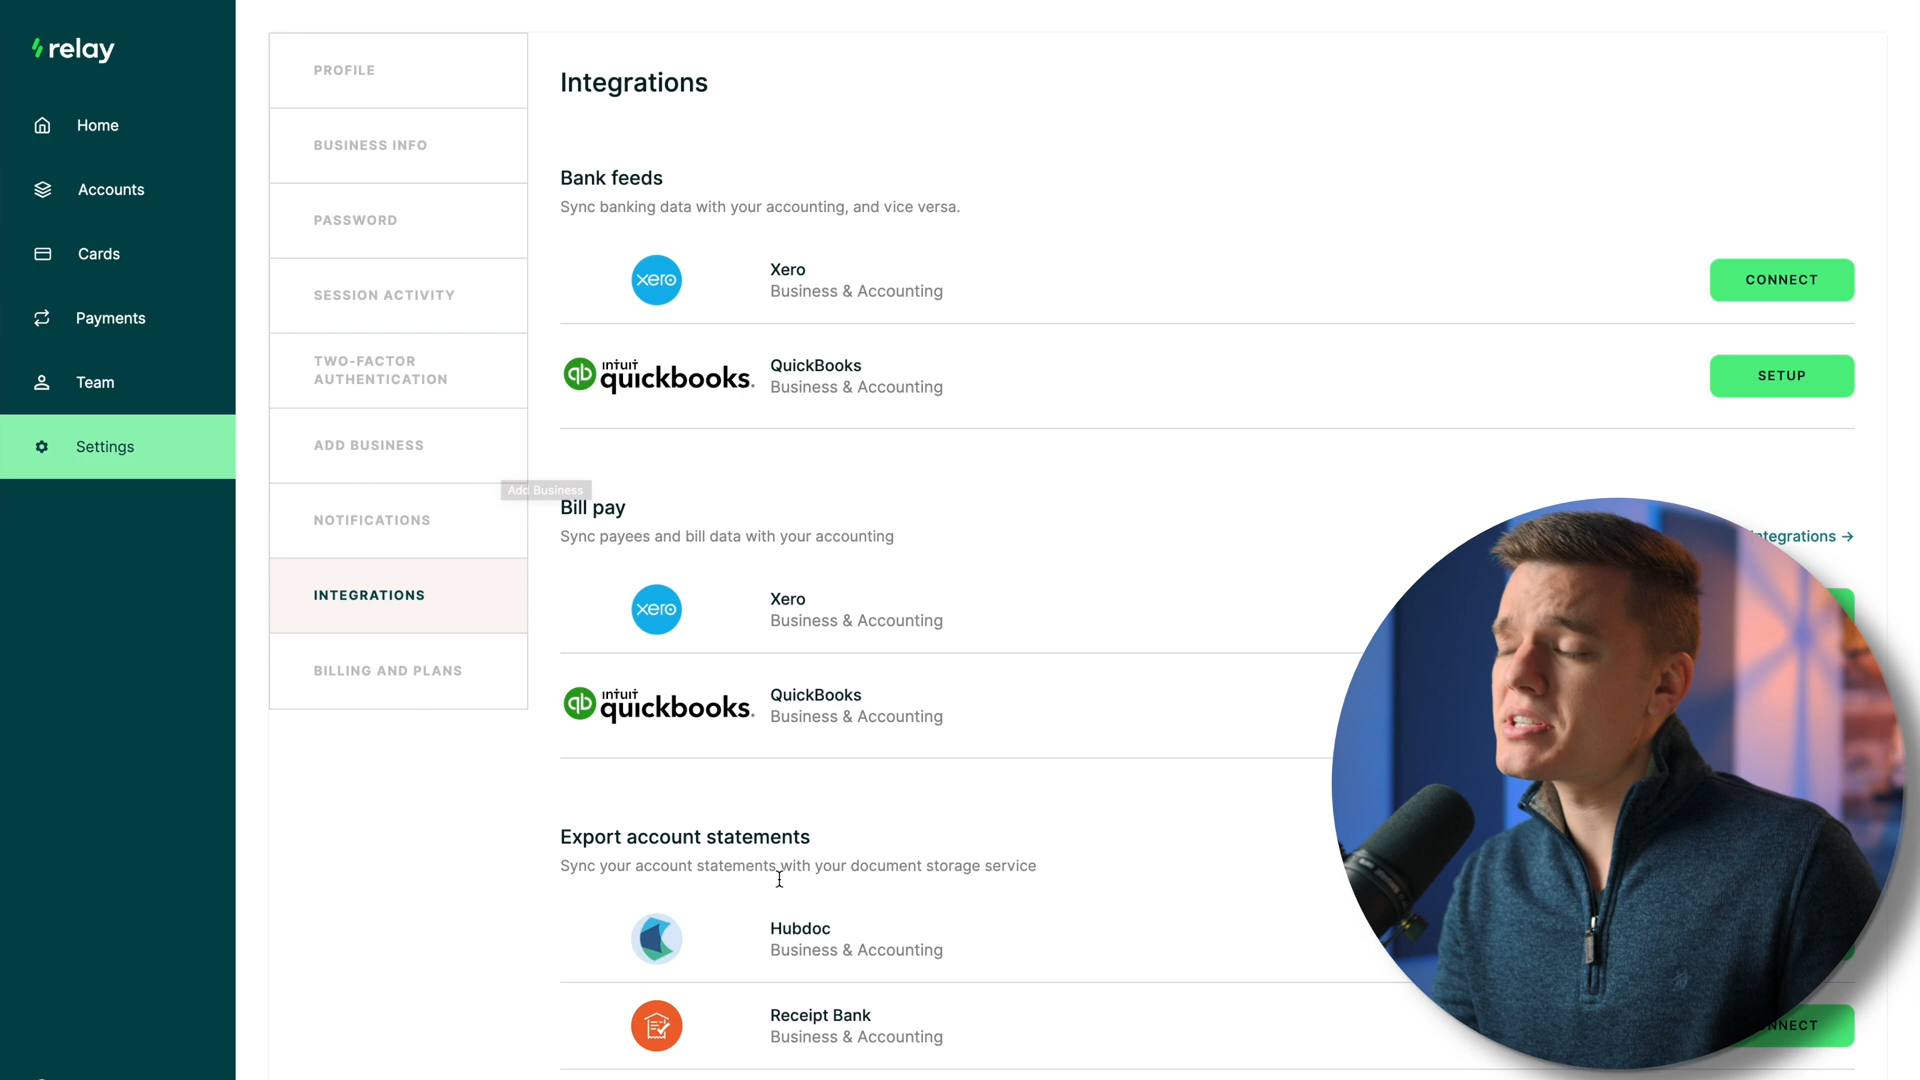 relay
Home
Accounts
Cards
Payments
Team
Settings
PROFILE
BUSINESS INFO
PASSWORD
SESSION ACTIVITY
TWO-FACTOR
AUTHENTICATION
ADD BUSINESS
Add Business
NOTIFICATIONS
INTEGRATIONS
BILLING AND PLANS
Integrations
Bank feeds
Sync banking data with your accounting, and vice versa.
xero
Xero
Business & Accounting
CONNECT
qb intuit quickbooks.
QuickBooks
Business & Accounting
SETUP
Bill pay
Sync payees and bill data with your accounting
→
xero
Xero
Business & Accounting
qb intuit quickbooks.
QuickBooks
Business & Accounting
Export account statements
Sync your account statements with your document storage service
Hubdoc
Business & Accounting
Receipt Bank
Business & Accounting